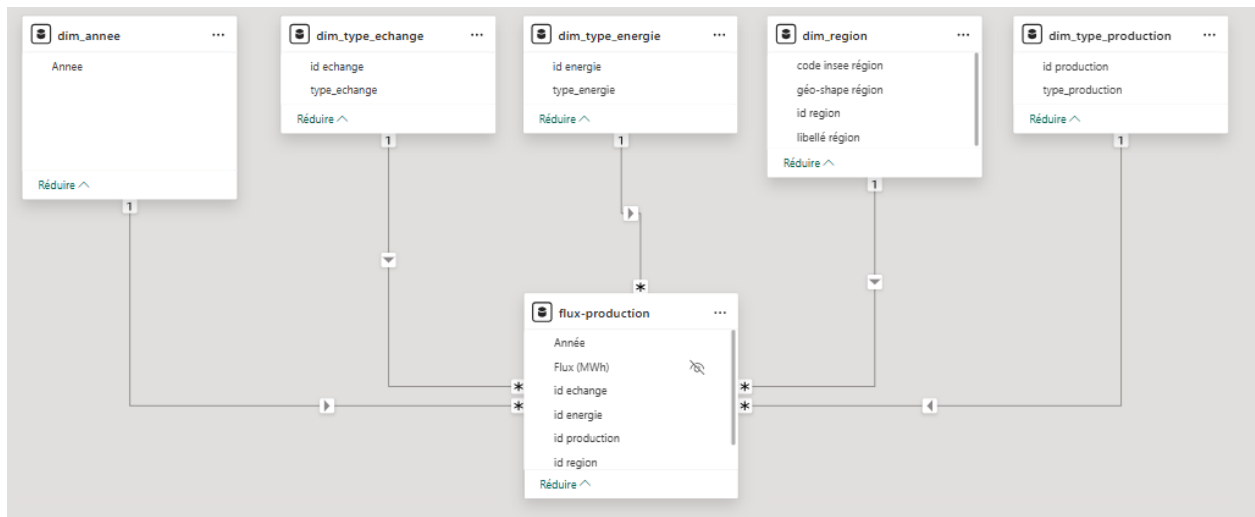 dim_annee
Annee
Réduire
1
dim_type_echange
id echange
type_echange
Réduire
1
dim_type_energie
id energie
type_energie
Réduire
1
dim_region
code insee région
géo-shape région
id region
libellé région
Réduire
1
dim_type_production
id production
type_production
Réduire
1
*
flux-production
Année
Flux (MWh)
* id echange *
* id energie *
id production
id region
Réduire